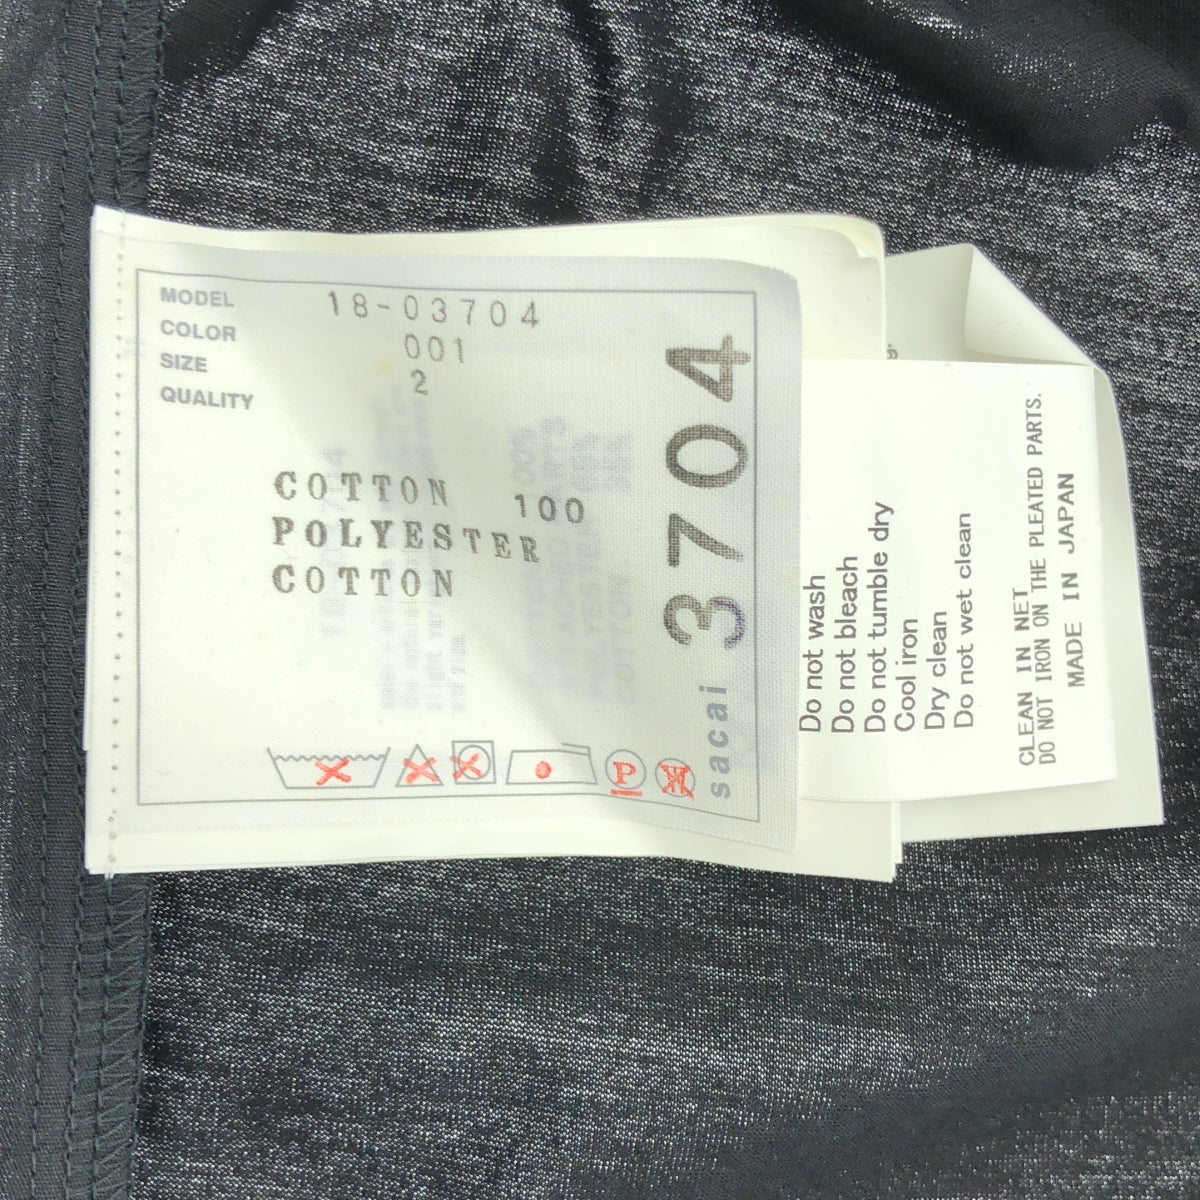 MODEL 18-03704
COLOR 001
SIZE 2
QUALITY
COTTON 100
POLYESTER
COTTON
3704
sacai
P
Do not wash
Do not bleach
Do not tumble dry
Cool iron
Dry clean
Do not wet clean
CLEAN IN NET
DO NOT IRON ON THE PLEATED PARTS.
MADE IN JAPAN